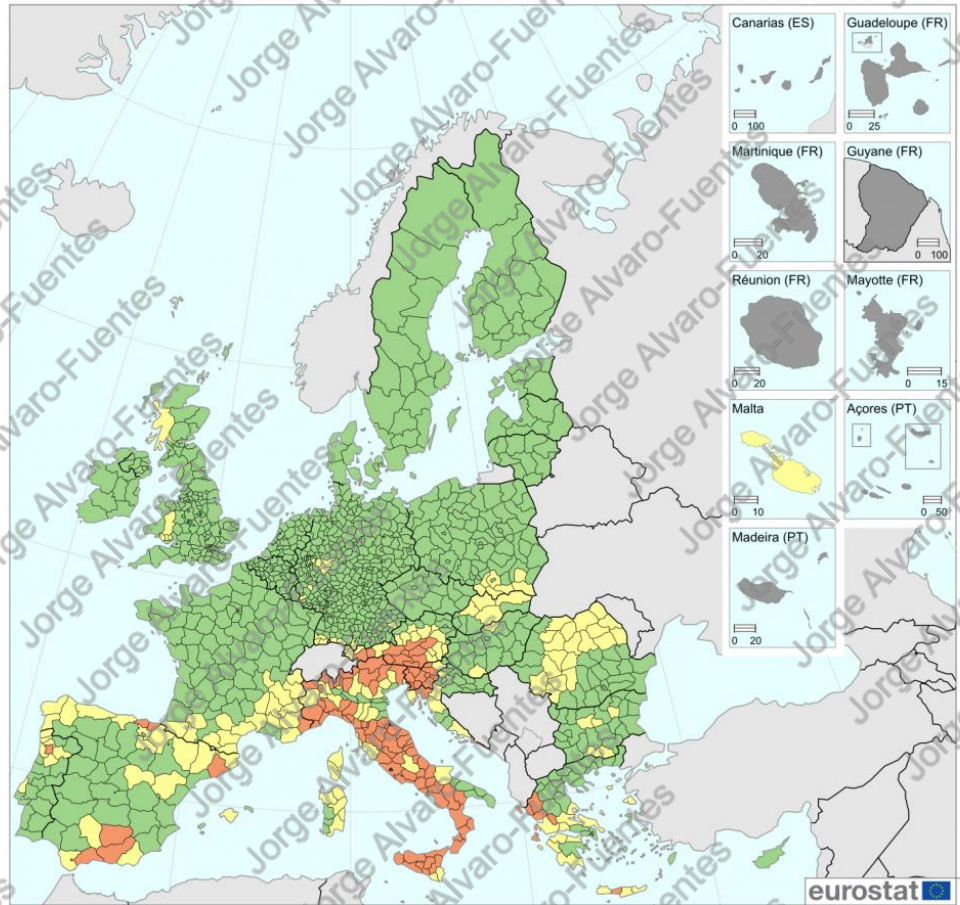 Canarias (ES)
0 100
Guadeloupe (FR)
0 25
Martinique (FR)
0 20
Guyane (FR)
0 100
Réunion (FR)
0 20
Mayotte (FR)
0 15
Malta
0 10
Açores (PT)
0 50
Madeira (PT)
0 20
eurostat
Jorge Alvaro-Fuentes